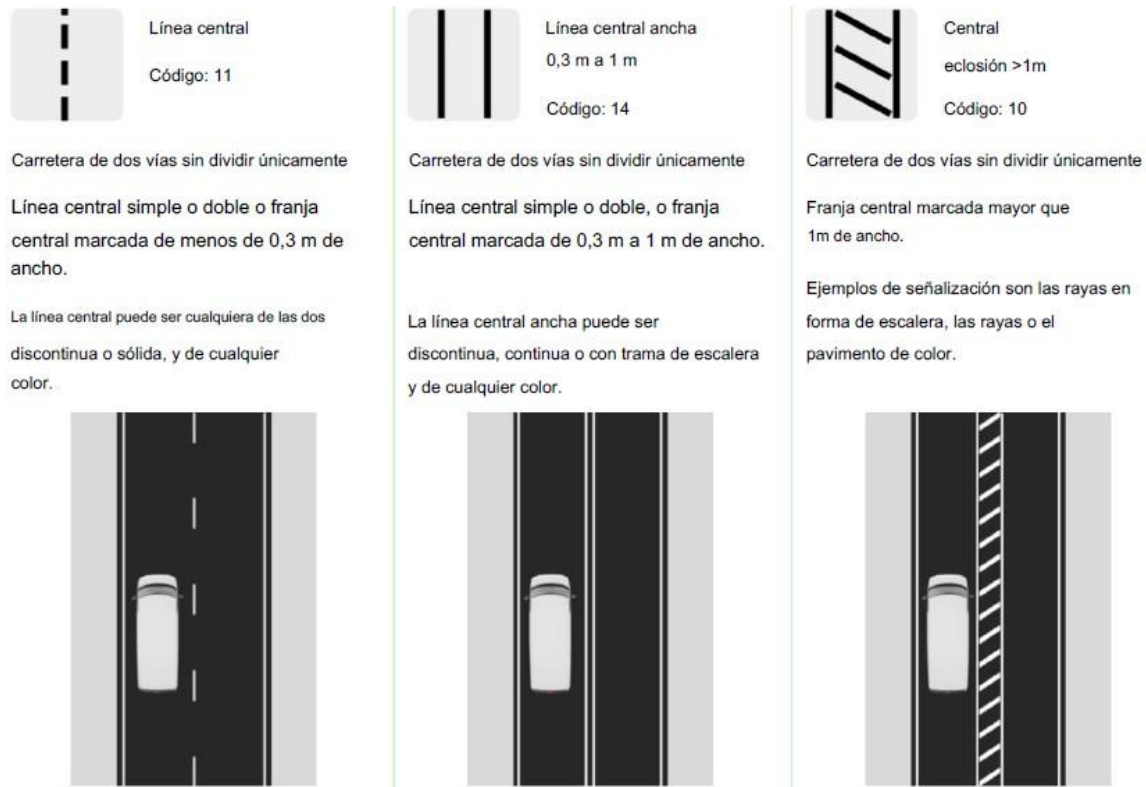 Línea central
Código: 11
Carretera de dos vías sin dividir únicamente
Línea central simple o doble o franja
central marcada de menos de 0,3 m de
ancho.
La línea central puede ser cualquiera de las dos
discontinua o sólida, y de cualquier
color.
Línea central ancha
0,3 m a 1 m
Código: 14
Carretera de dos vías sin dividir únicamente
Línea central simple o doble, o franja
central marcada de 0,3 m a 1 m de ancho.
La línea central ancha puede ser
discontinua, continua o con trama de escalera
y de cualquier color.
Central
eclosión >1m
Código: 10
Carretera de dos vías sin dividir únicamente
Franja central marcada mayor que
1m de ancho.
Ejemplos de señalización son las rayas en
forma de escalera, las rayas o el
pavimento de color.